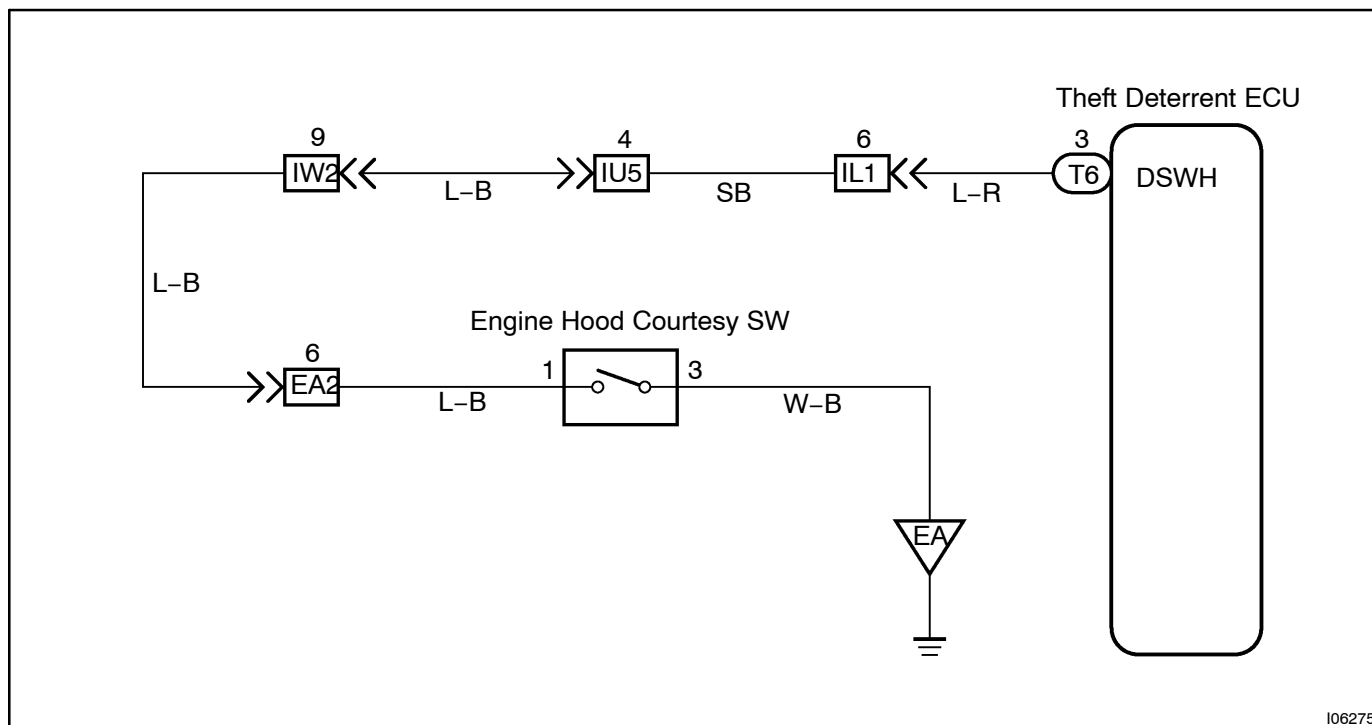 Theft Deterrent ECU
9
4
6
3
IW2
IU5
IL1
T6
DSWH
L–B
SB
L–R
L–B
Engine Hood Courtesy SW
6
1
3
EA2
L–B
W–B
EA
I06275